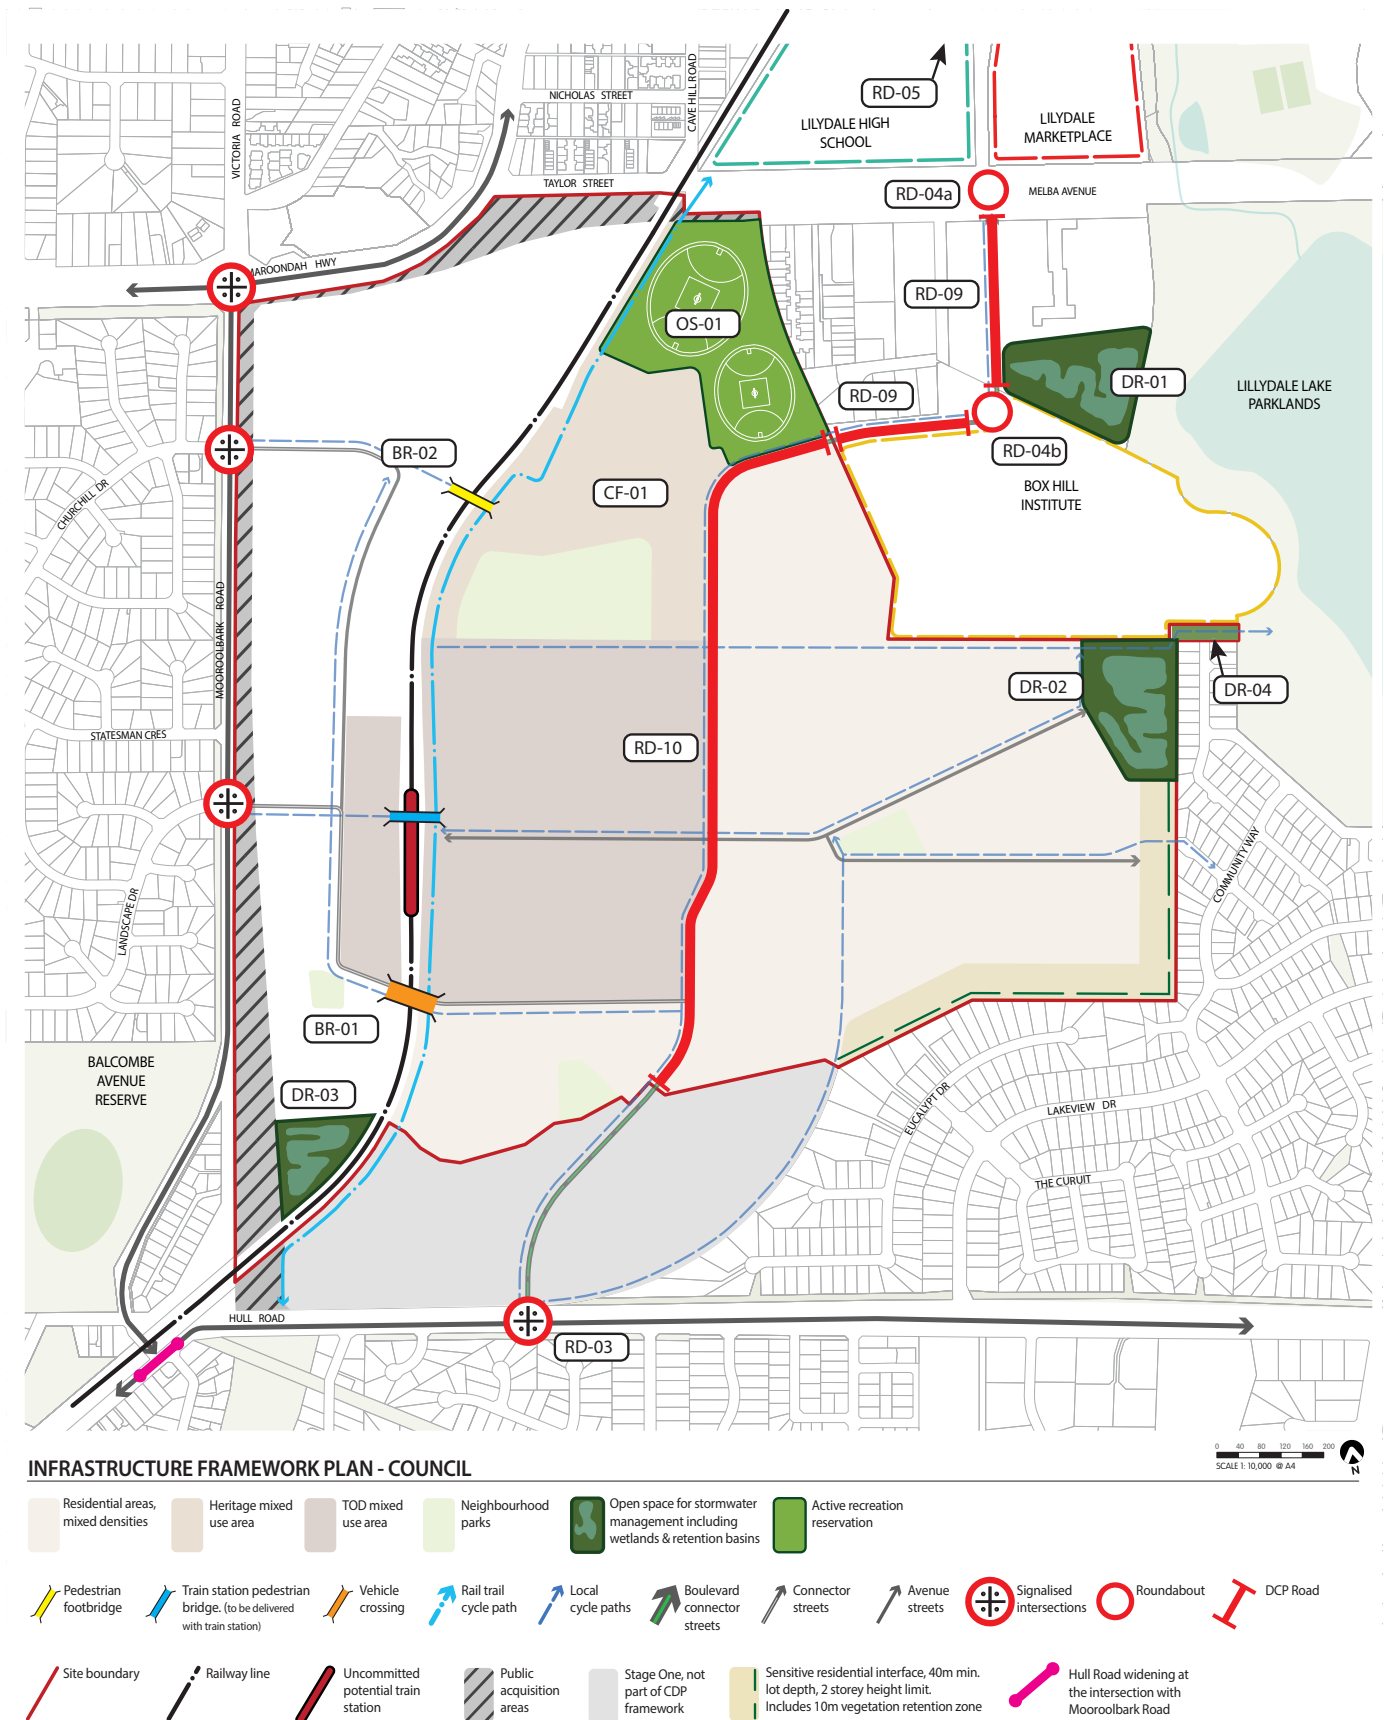 NICHOLAS STREET
CAVE HILL ROAD
VICTORIA ROAD
TAYLOR STREET
MAROONDAH HWY
RD-05
LILYDALE HIGH
SCHOOL
LILYDALE
MARKETPLACE
RD-04a
MELBA AVENUE
RD-09
OS-01
DR-01
LILLYDALE LAKE
PARKLANDS
RD-09
RD-04b
BR-02
CF-01
BOX HILL
INSTITUTE
CHURCHILL DR
MOOROOLBARK ROAD
DR-02
DR-04
STATESMAN CRES
RD-10
COMMUNITY WAY
LANDSCAPE DR
BR-01
BALCOMBE
AVENUE
RESERVE
DR-03
EUCALYPT DR
LAKEVIEW DR
THE CURUIT
HULL ROAD
RD-03
0 40 80 120 160 200
SCALE 1: 10,000 @ A4
N
INFRASTRUCTURE FRAMEWORK PLAN - COUNCIL
Residential areas,
mixed densities
Heritage mixed
use area
TOD mixed
use area
Neighbourhood
parks
Open space for stormwater
management including
wetlands & retention basins
Active recreation
reservation
Pedestrian
footbridge
Train station pedestrian
bridge. (to be delivered
with train station)
Vehicle
crossing
Rail trail
cycle path
Local
cycle paths
Boulevard
connector
streets
Connector
streets
Avenue
streets
Signalised
intersections
Roundabout
DCP Road
Site boundary
Railway line
Uncommitted
potential train
station
Public
acquisition
areas
Stage One, not
part of CDP
framework
Sensitive residential interface, 40m min.
lot depth, 2 storey height limit.
Includes 10m vegetation retention zone
Hull Road widening at
the intersection with
Mooroolbark Road